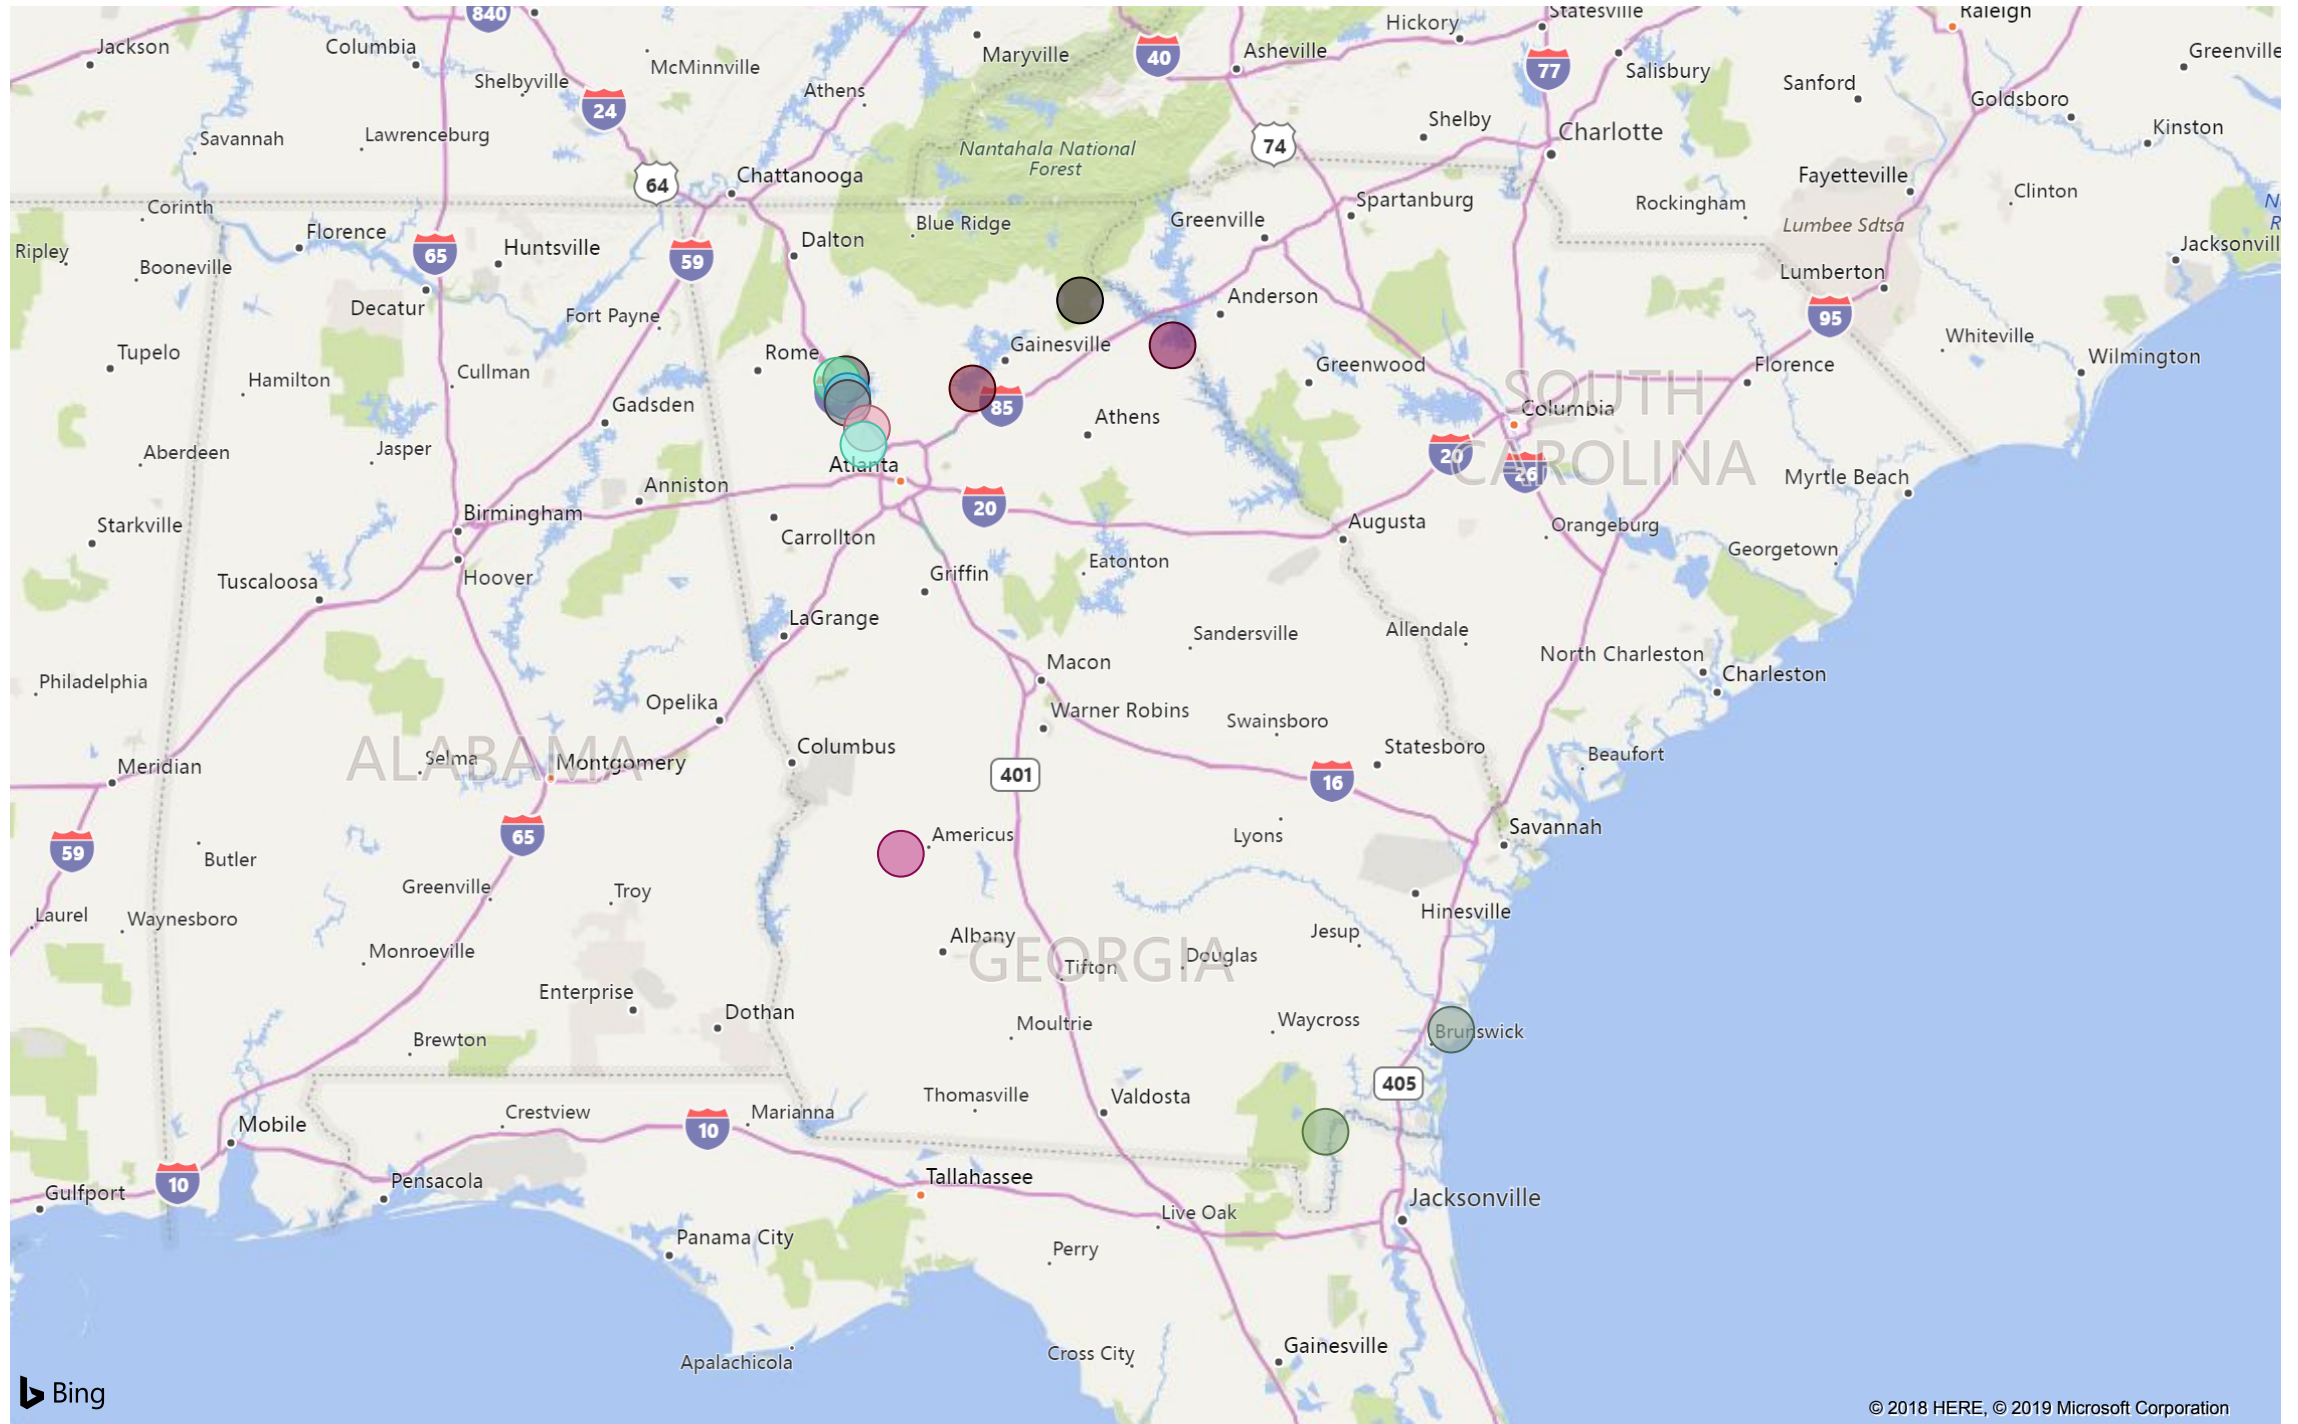 840
Statesville
Raleigh
Hickory
Jackson
Columbia
Maryville
40
Asheville
77
Salisbury
Greenville
McMinnville
Shelbyville
Athens
Sanford
Goldsboro
24
Savannah
Lawrenceburg
Shelby
Charlotte
Kinston
Nantahala National
Forest
74
64
Chattanooga
Fayetteville
Clinton
Corinth
Spartanburg
Rockingham
N
R
Blue Ridge
Greenville
Lumbee Sdtsa
Florence
Dalton
Huntsville
Ripley
65
59
Jacksonvill
Booneville
Lumberton
Decatur
Anderson
Fort Payne
95
Whiteville
Tupelo
Rome
Gainesville
Greenwood
Florence
Wilmington
Cullman
Hamilton
SOUTH
CAROLINA
Gadsden
85
Athens
Columbia
Aberdeen
Jasper
Atlanta
20
26
Myrtle Beach
Anniston
20
Starkville
Birmingham
Carrollton
Augusta
Orangeburg
Georgetown
Eatonton
Tuscaloosa
Hoover
Griffin
LaGrange
Sandersville
Allendale
North Charleston
Macon
Charleston
Philadelphia
Opelika
Warner Robins
Swainsboro
ALABAMA
Columbus
Statesboro
Selma
Montgomery
Beaufort
Meridian
401
16
65
Americus
Lyons
Savannah
59
Butler
Greenville
Troy
Laurel
Waynesboro
Hinesville
Albany
Jesup
GEORGIA
Monroeville
Tifton
Douglas
Enterprise
Dothan
Moultrie
Waycross
Brunswick
Brewton
Thomasville
Valdosta
405
Crestview
Marianna
Mobile
10
Pensacola
Tallahassee
10
Gulfport
Jacksonville
Live Oak
Panama City
Perry
Gainesville
Cross City
Apalachicola
Bing
© 2018 HERE, © 2019 Microsoft Corporation